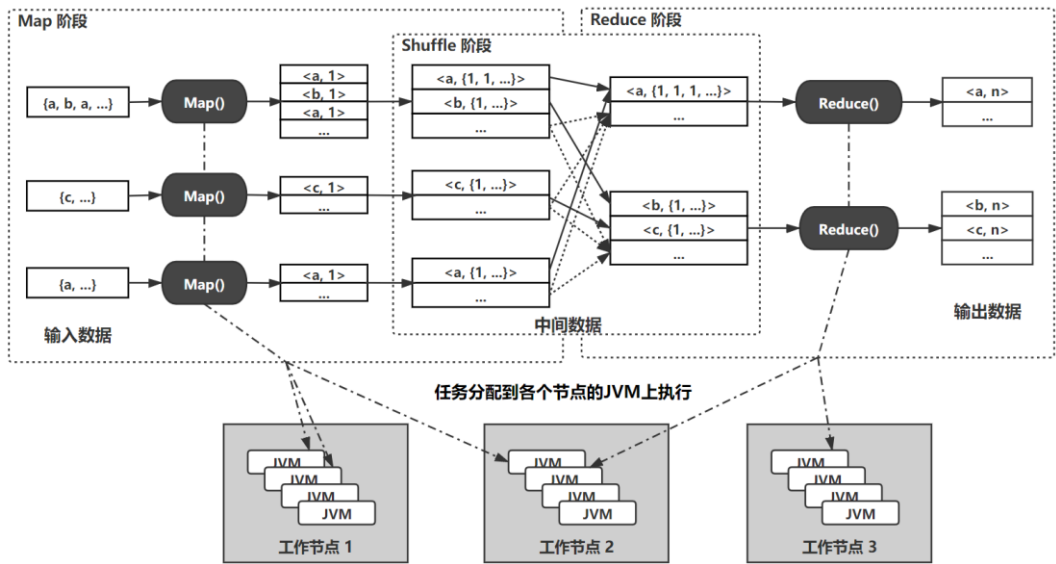 Map 阶段
Reduce 阶段
Shuffle 阶段
{a, b, a, ...}
Map()
<a, 1>
<b, 1>
<a, 1>
...
<a, {1, 1, ...}>
<b, {1, ...}>
...
<a, {1, 1, 1, ...}>
...
Reduce()
<a, n>
...
{c, ...}
Map()
<c, 1>
...
<c, {1, ...}>
...
<b, {1, ...}>
<c, {1, ...}>
...
Reduce()
<b, n>
<c, n>
...
{a, ...}
Map()
<a, 1>
...
<a, {1, ...}>
...
输入数据
中间数据
输出数据
任务分配到各个节点的JVM上执行
JVM
JVM
JVM
JVM
工作节点 1
JVM
JVM
JVM
JVM
工作节点 2
JVM
JVM
JVM
JVM
工作节点 3